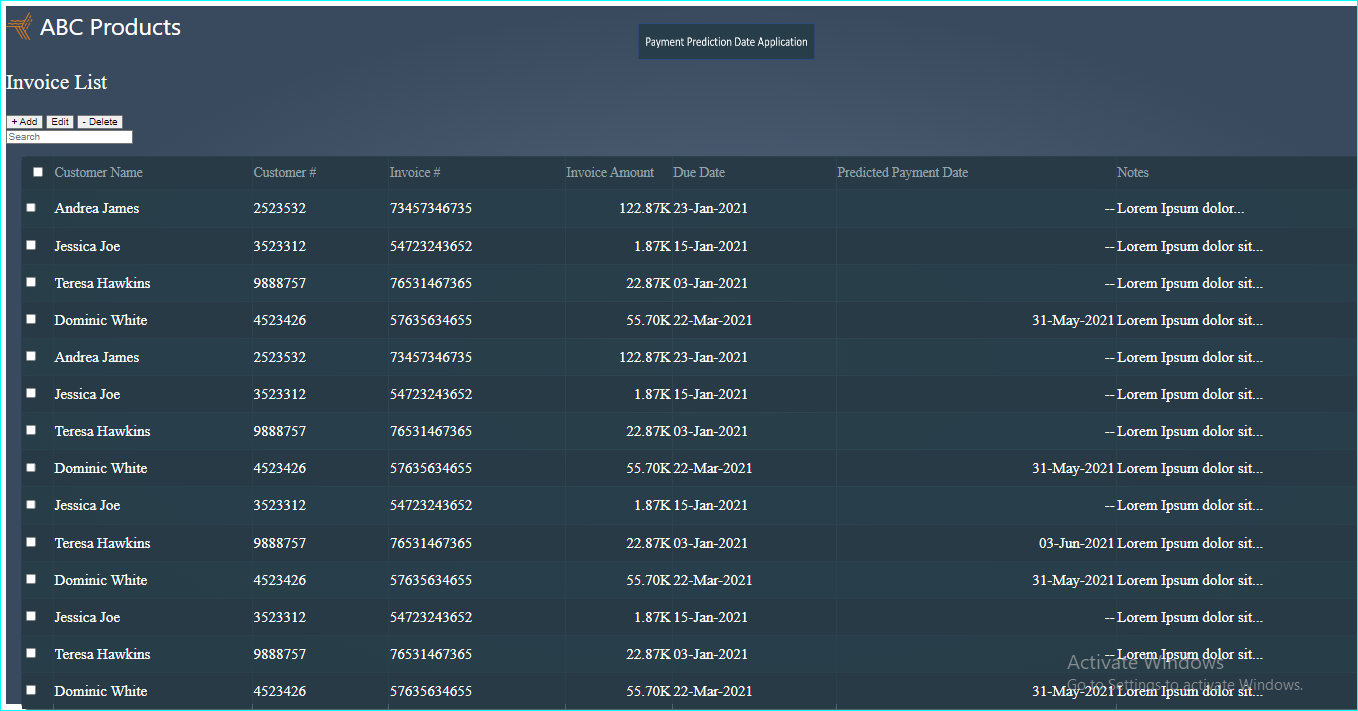 ABC Products
Payment Prediction Date Application
Invoice List
+ Add Edit - Delete
Search
Customer Name Customer # Invoice # Invoice Amount Due Date Predicted Payment Date Notes
Andrea James 2523532 73457346735 122.87K 23-Jan-2021 -- Lorem Ipsum dolor...
Jessica Joe 3523312 54723243652 1.87K 15-Jan-2021 -- Lorem Ipsum dolor sit...
Teresa Hawkins 9888757 76531467365 22.87K 03-Jan-2021 -- Lorem Ipsum dolor sit...
Dominic White 4523426 57635634655 55.70K 22-Mar-2021 31-May-2021 Lorem Ipsum dolor sit...
Andrea James 2523532 73457346735 122.87K 23-Jan-2021 -- Lorem Ipsum dolor sit...
Jessica Joe 3523312 54723243652 1.87K 15-Jan-2021 -- Lorem Ipsum dolor sit...
Teresa Hawkins 9888757 76531467365 22.87K 03-Jan-2021 -- Lorem Ipsum dolor sit...
Dominic White 4523426 57635634655 55.70K 22-Mar-2021 31-May-2021 Lorem Ipsum dolor sit...
Jessica Joe 3523312 54723243652 1.87K 15-Jan-2021 -- Lorem Ipsum dolor sit...
Teresa Hawkins 9888757 76531467365 22.87K 03-Jan-2021 03-Jun-2021 Lorem Ipsum dolor sit...
Dominic White 4523426 57635634655 55.70K 22-Mar-2021 31-May-2021 Lorem Ipsum dolor sit...
Jessica Joe 3523312 54723243652 1.87K 15-Jan-2021 -- Lorem Ipsum dolor sit...
Teresa Hawkins 9888757 76531467365 22.87K 03-Jan-2021 -- Lorem Ipsum dolor sit...
Activate Windows
Go to Settings to activate Windows.
Dominic White 4523426 57635634655 55.70K 22-Mar-2021 31-May-2021 Lorem Ipsum dolor sit...